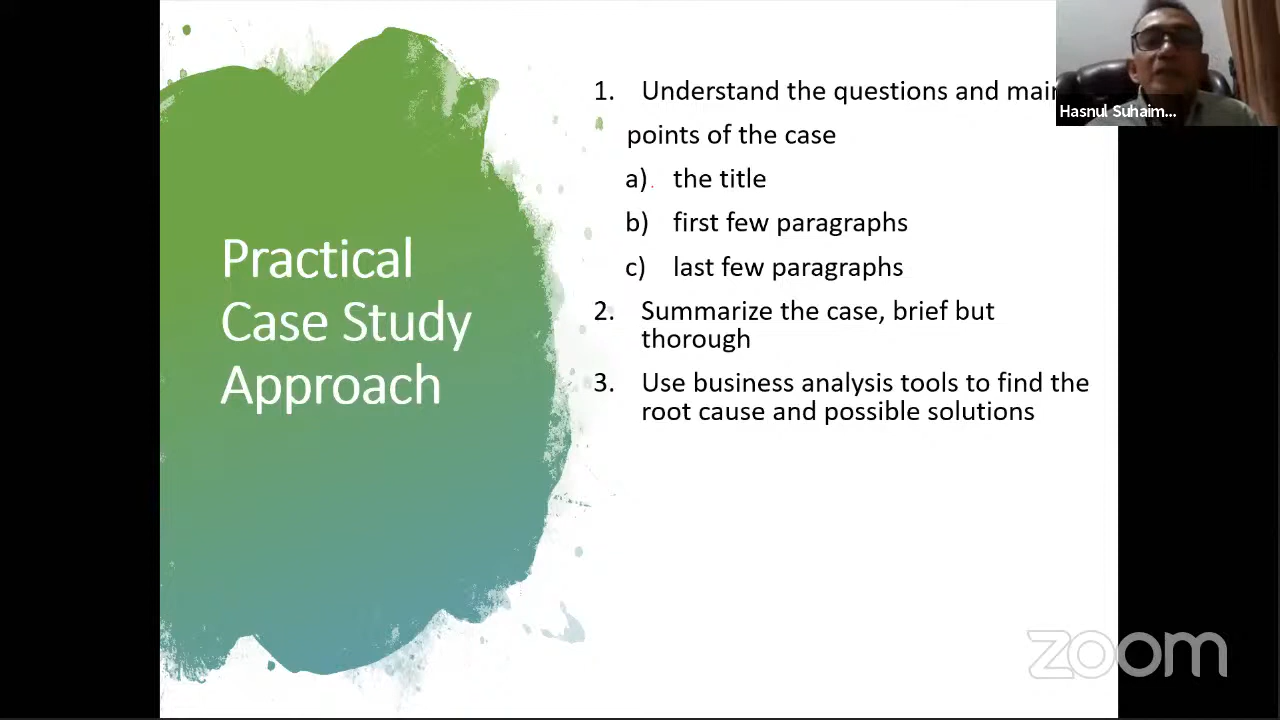 Practical
Case Study
Approach
1. Understand the questions and main
points of the case
a) the title
b) first few paragraphs
c) last few paragraphs
2. Summarize the case, brief but
thorough
3. Use business analysis tools to find the
root cause and possible solutions
Hasnul Suhaim...
zoom